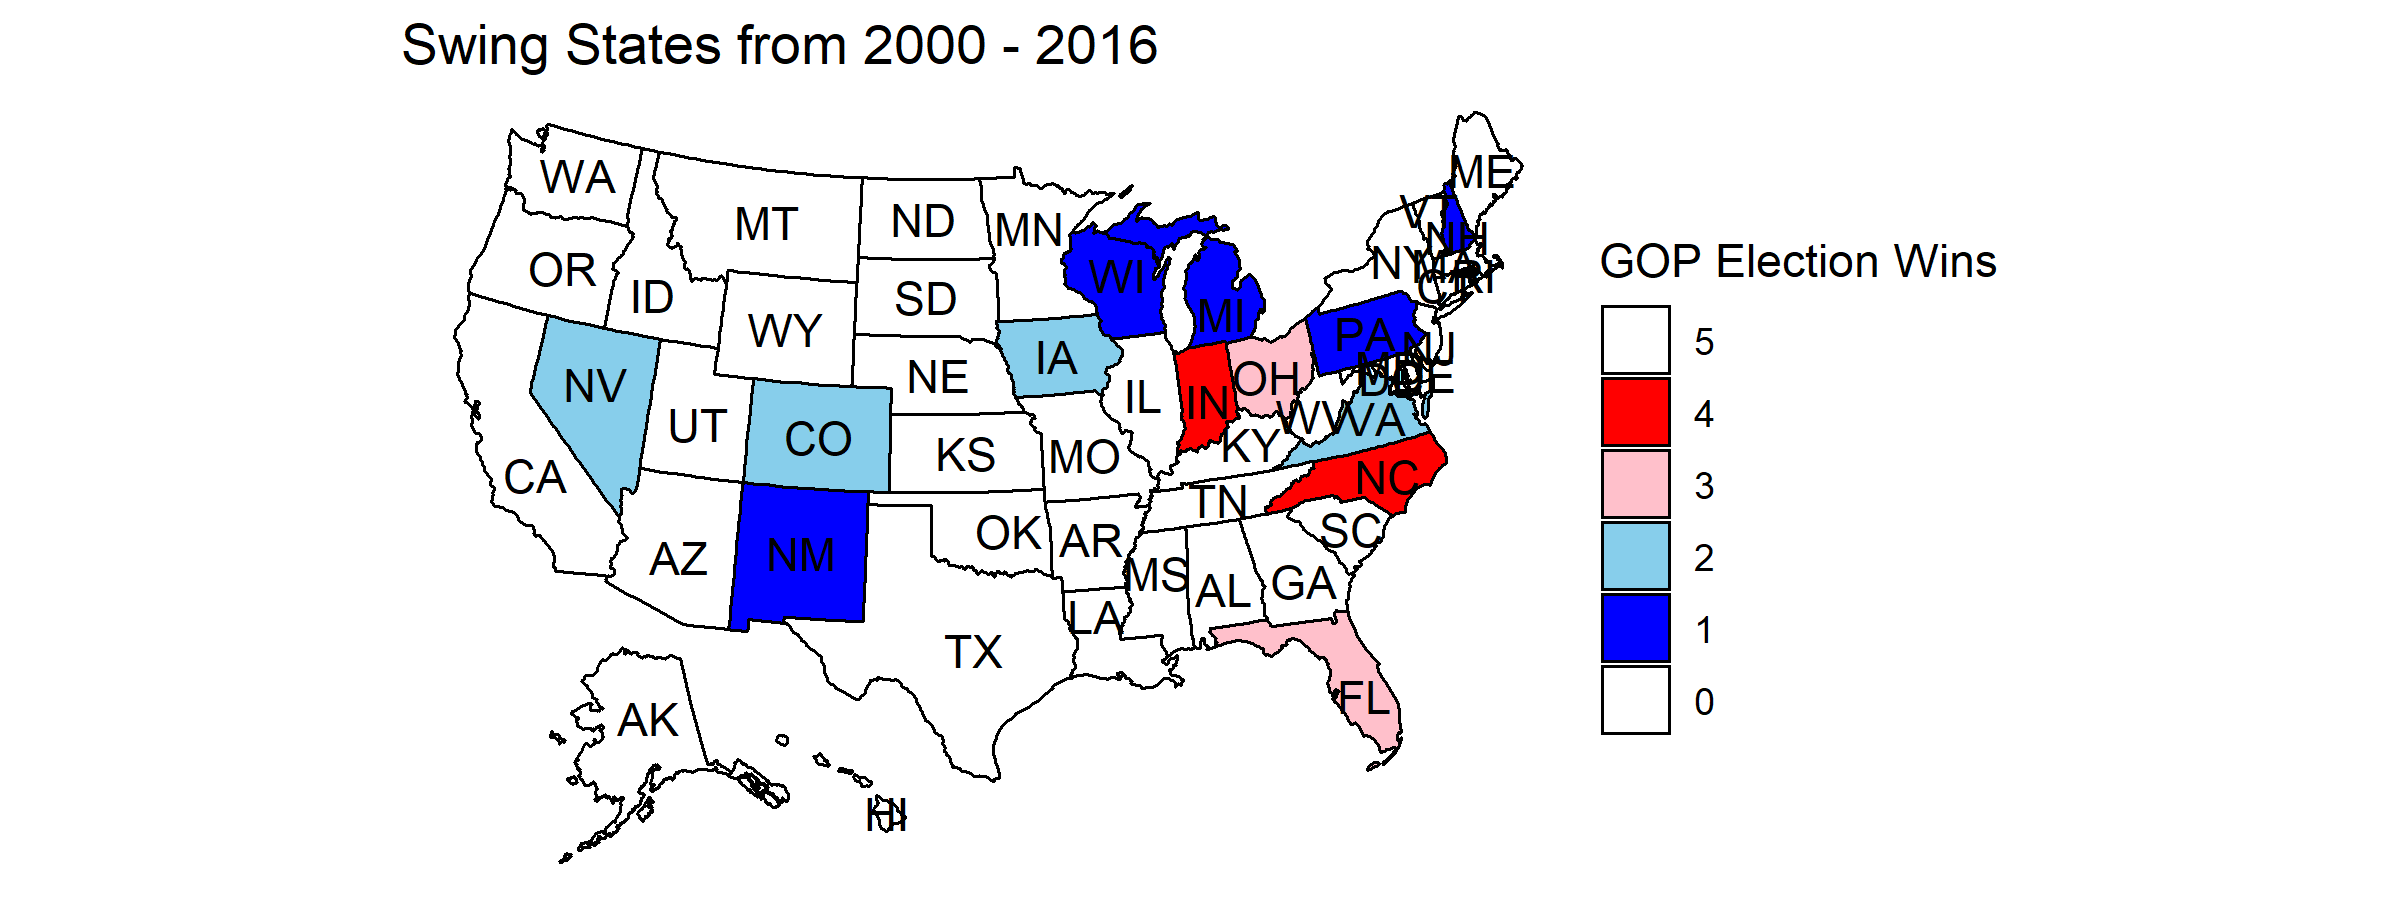 Swing States from 2000 - 2016
WA
MT
ND
MN
ME
VT
NH
OR
ID
SD
WI
NY
MA
RI
CT
WY
MI
PA
NJ
NV
NE
IA
IL
IN
OH
MD
DC
DE
UT
CO
KS
MO
KY
WV
VA
CA
AZ
NM
OK
AR
TN
NC
SC
MS
AL
GA
LA
TX
FL
AK
HI
GOP Election Wins
5
4
3
2
1
0